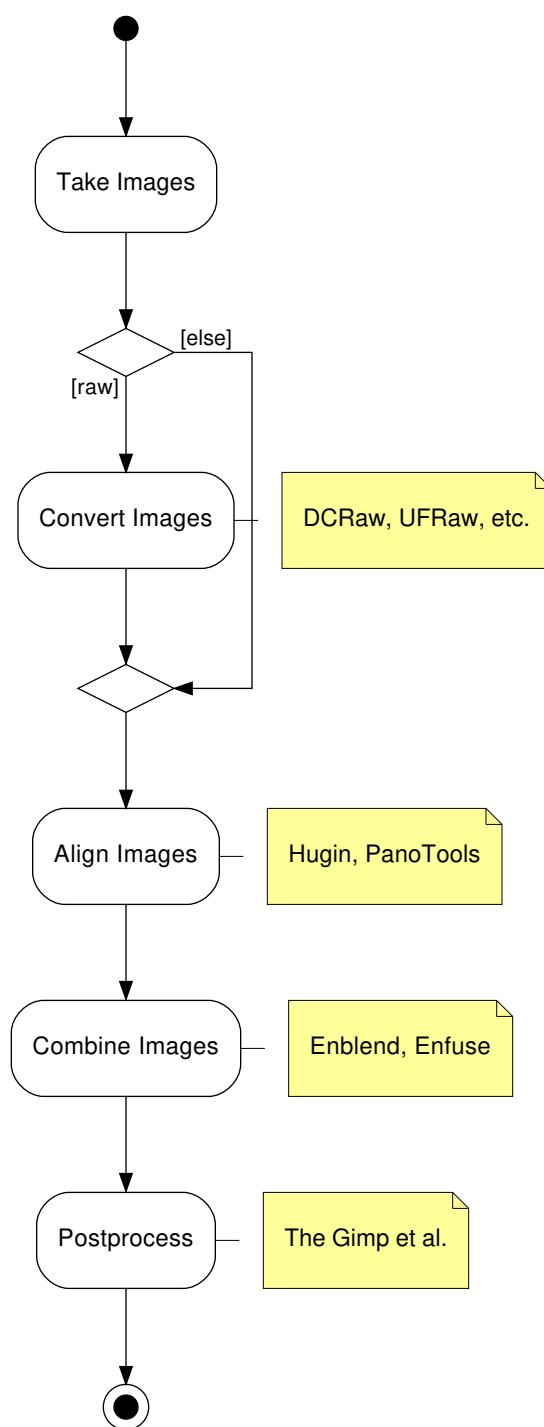 Take Images
[else]
[raw]
Convert Images
DCRaw, UFRaw, etc.
Align Images
Hugin, PanoTools
Combine Images
Enblend, Enfuse
Postprocess
The Gimp et al.